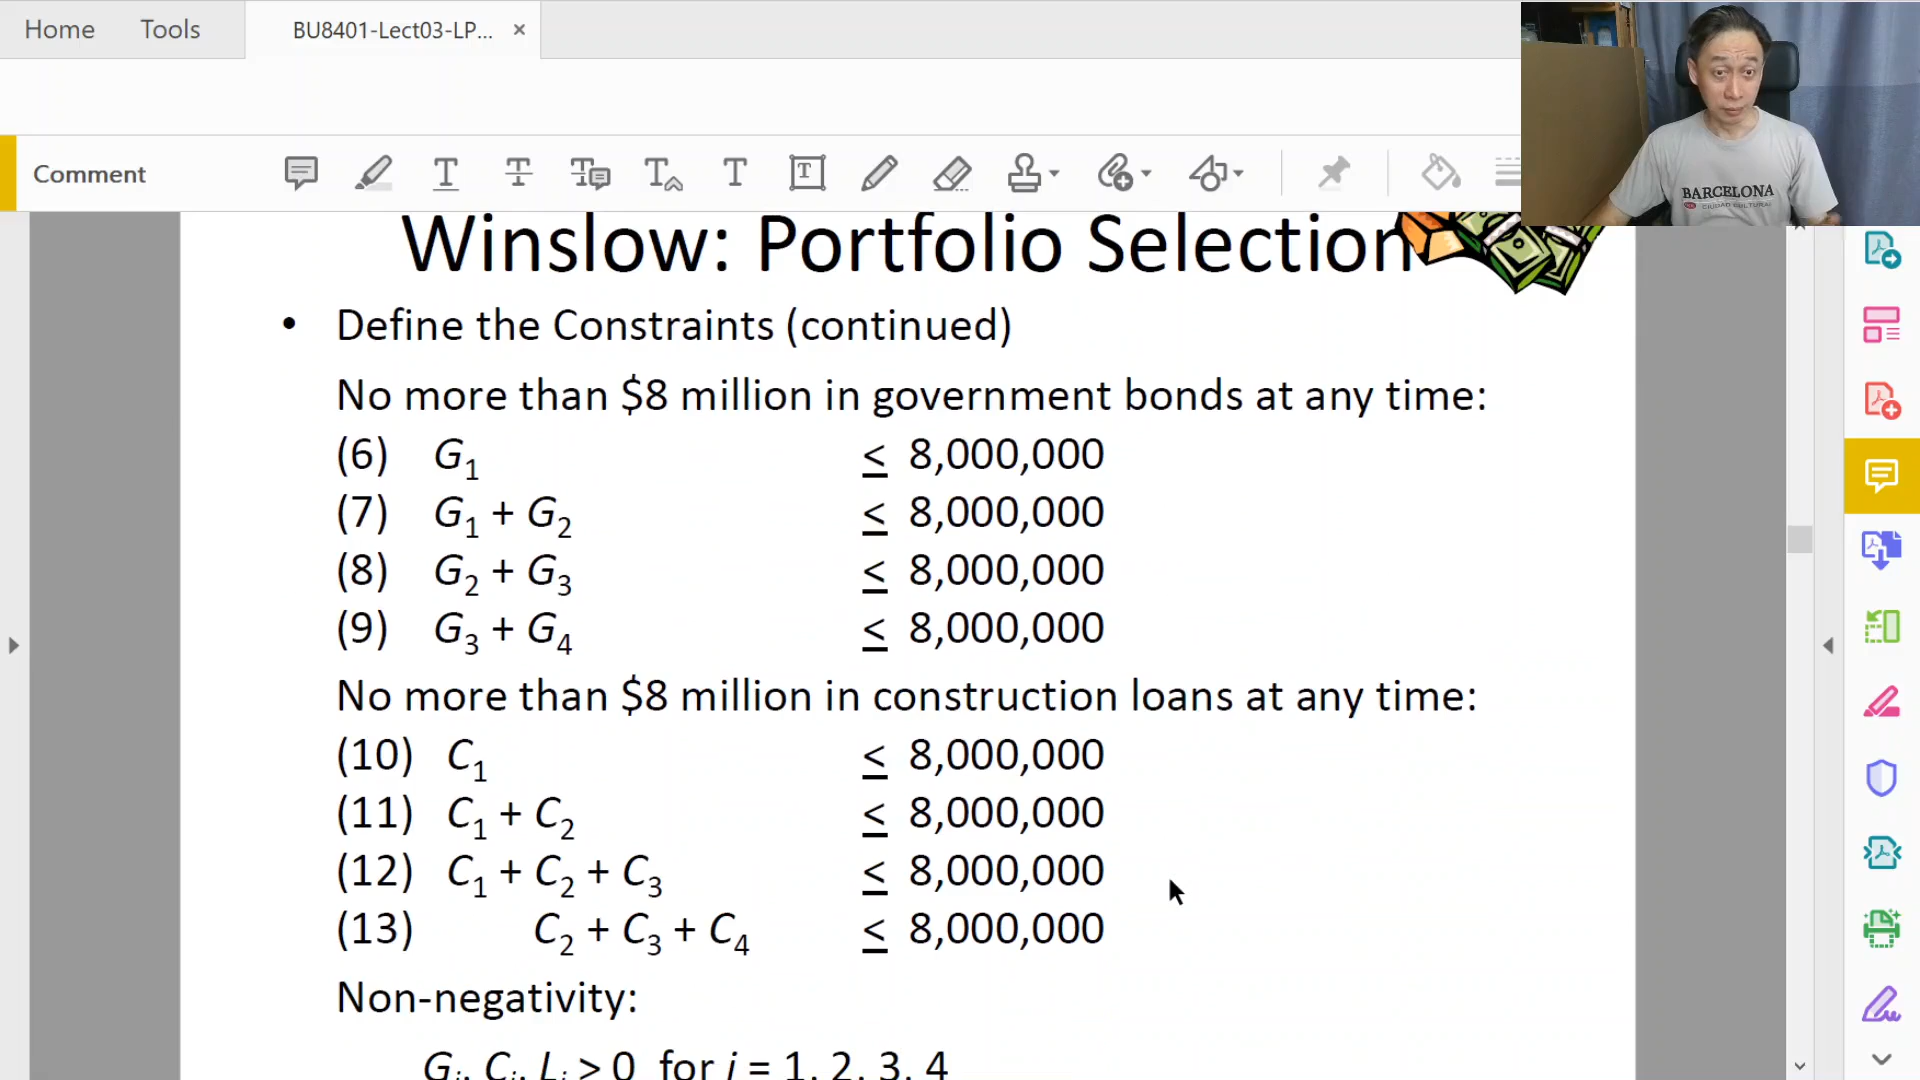 Home Tools BU8401-Lect03-LP...
BARCELONA
Comment
Winslow: Portfolio Selection
• Define the Constraints (continued)
No more than $8 million in government bonds at any time:
(6) G1 ≤ 8,000,000
(7) G1 + G2 ≤ 8,000,000
(8) G2 + G3 ≤ 8,000,000
(9) G3 + G4 ≤ 8,000,000
No more than $8 million in construction loans at any time:
(10) C1 ≤ 8,000,000
(11) C1 + C2 ≤ 8,000,000
(12) C1 + C2 + C3 ≤ 8,000,000
(13) C2 + C3 + C4 ≤ 8,000,000
Non-negativity:
Gi, Ci, Li > 0 for i = 1, 2, 3, 4